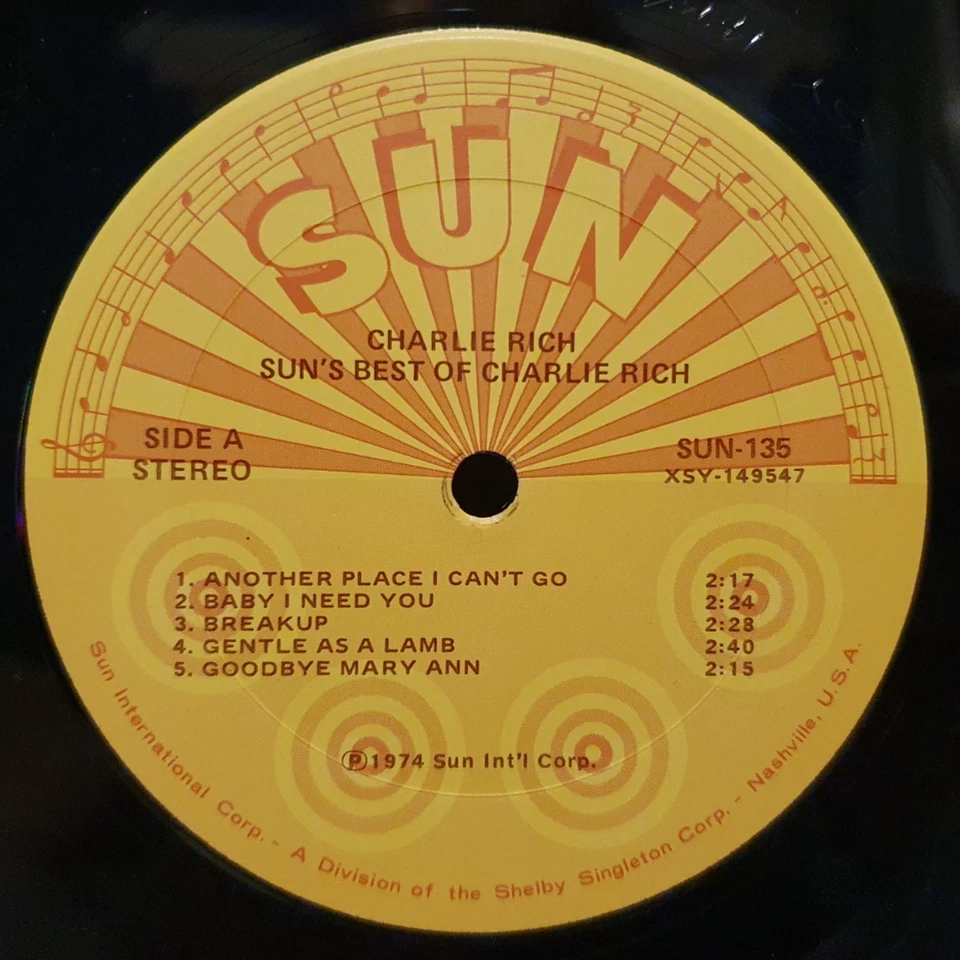 SUN
CHARLIE RICH
SUN'S BEST OF CHARLIE RICH
SIDE A
STEREO
SUN-135
XSY-149547
1. ANOTHER PLACE I CAN'T GO 2:17
2. BABY I NEED YOU 2:24
3. BREAKUP 2:28
4. GENTLE AS A LAMB 2:40
5. GOODBYE MARY ANN 2:15
℗1974 Sun Int'l Corp.
Sun International Corp. - A Division of the Shelby Singleton Corp. - Nashville, U.S.A.